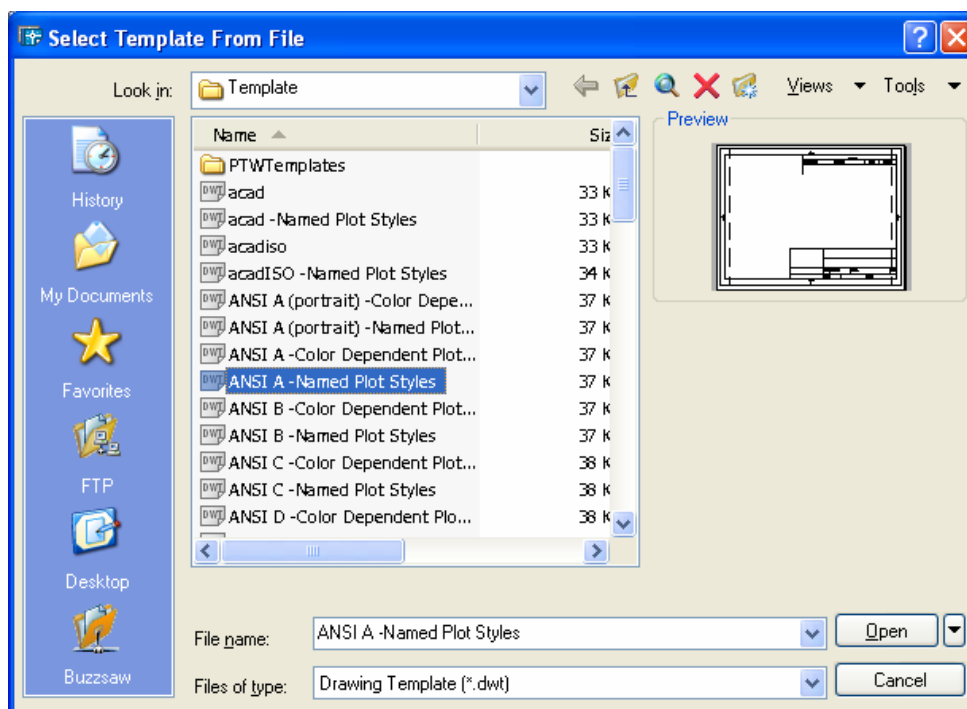 Select Template From File
Look in:
Template
Views
Tools
History
My Documents
Favorites
FTP
Desktop
Buzzsaw
Name Siz
PTWTemplates
acad 33 K
acad -Named Plot Styles 33 K
acadiso 33 K
acadISO -Named Plot Styles 34 K
ANSI A (portrait) -Color Depe... 37 K
ANSI A (portrait) -Named Plot... 37 K
ANSI A -Color Dependent Plot... 37 K
ANSI A -Named Plot Styles 37 K
ANSI B -Color Dependent Plot... 37 K
ANSI B -Named Plot Styles 37 K
ANSI C -Color Dependent Plot... 38 K
ANSI C -Named Plot Styles 38 K
ANSI D -Color Dependent Plo... 38 K
Preview
File name:
ANSI A -Named Plot Styles
Open
Files of type:
Drawing Template (*.dwt)
Cancel